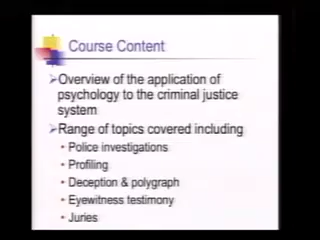 Course Content
Overview of the application of
psychology to the criminal justice
system
Range of topics covered including
Police investigations
Profiling
Deception & polygraph
Eyewitness testimony
Juries